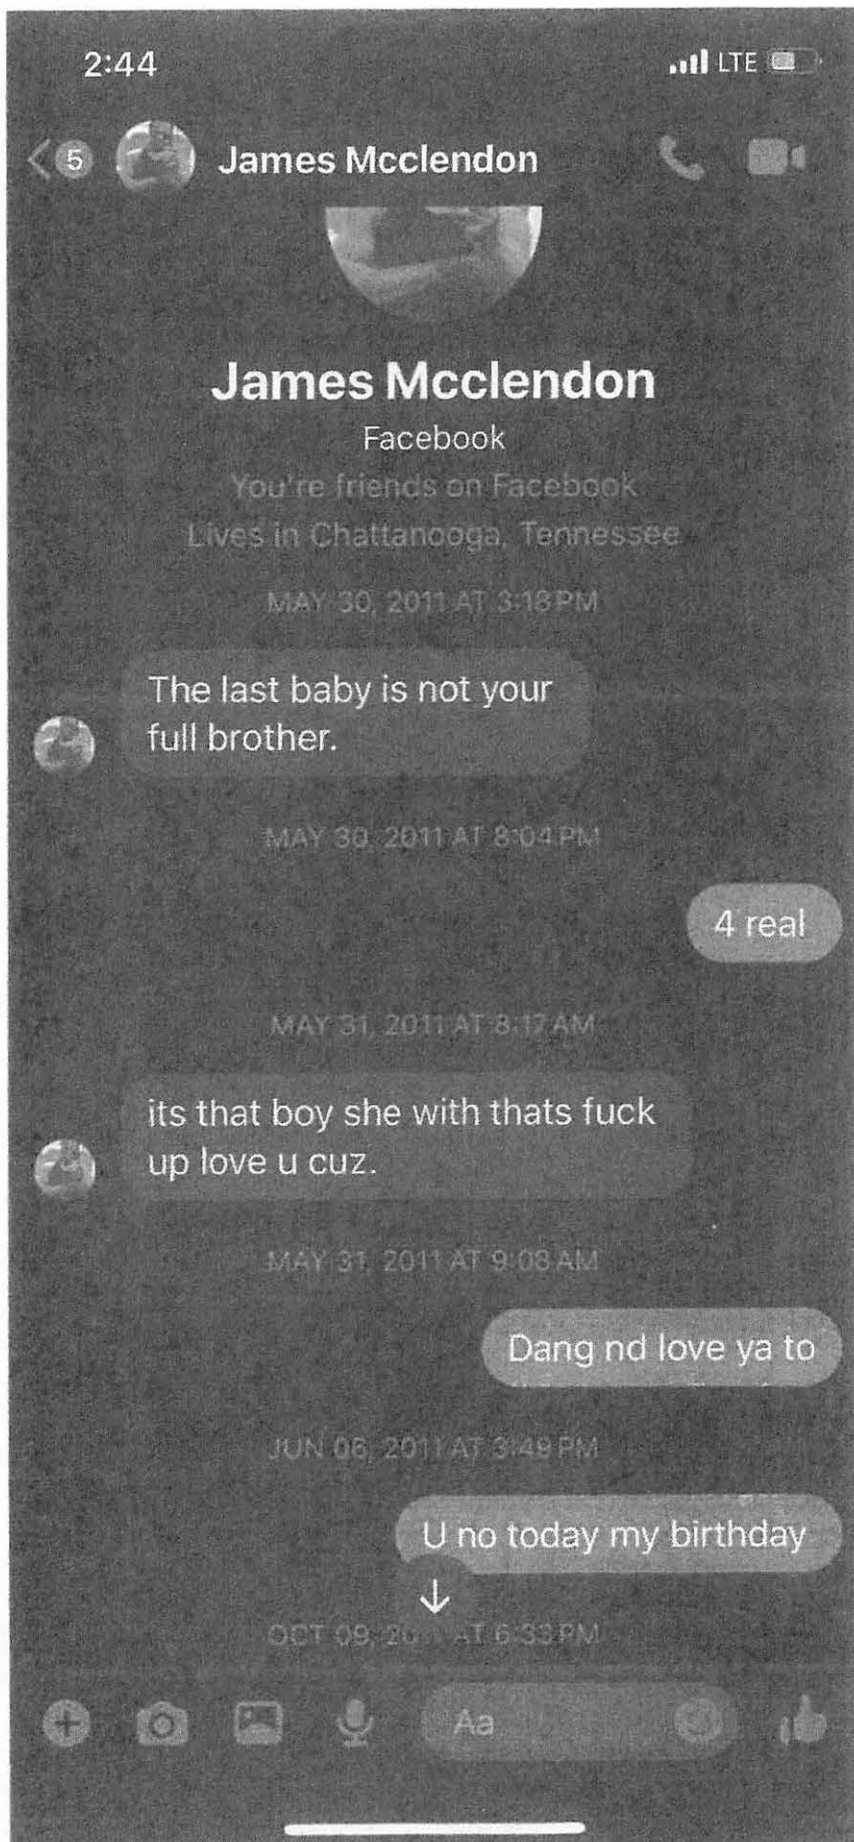 2:44
LTE
5
James Mcclendon
James Mcclendon
Facebook
You're friends on Facebook
Lives in Chattanooga, Tennessee
MAY 30, 2011 AT 3:18 PM
The last baby is not your
full brother.
MAY 30, 2011 AT 8:04 PM
4 real
MAY 31, 2011 AT 8:17 AM
its that boy she with thats fuck
up love u cuz.
MAY 31, 2011 AT 9:08 AM
Dang nd love ya to
JUN 06, 2011 AT 3:49 PM
U no today my birthday
OCT 09, AT 6:33 PM
Aa